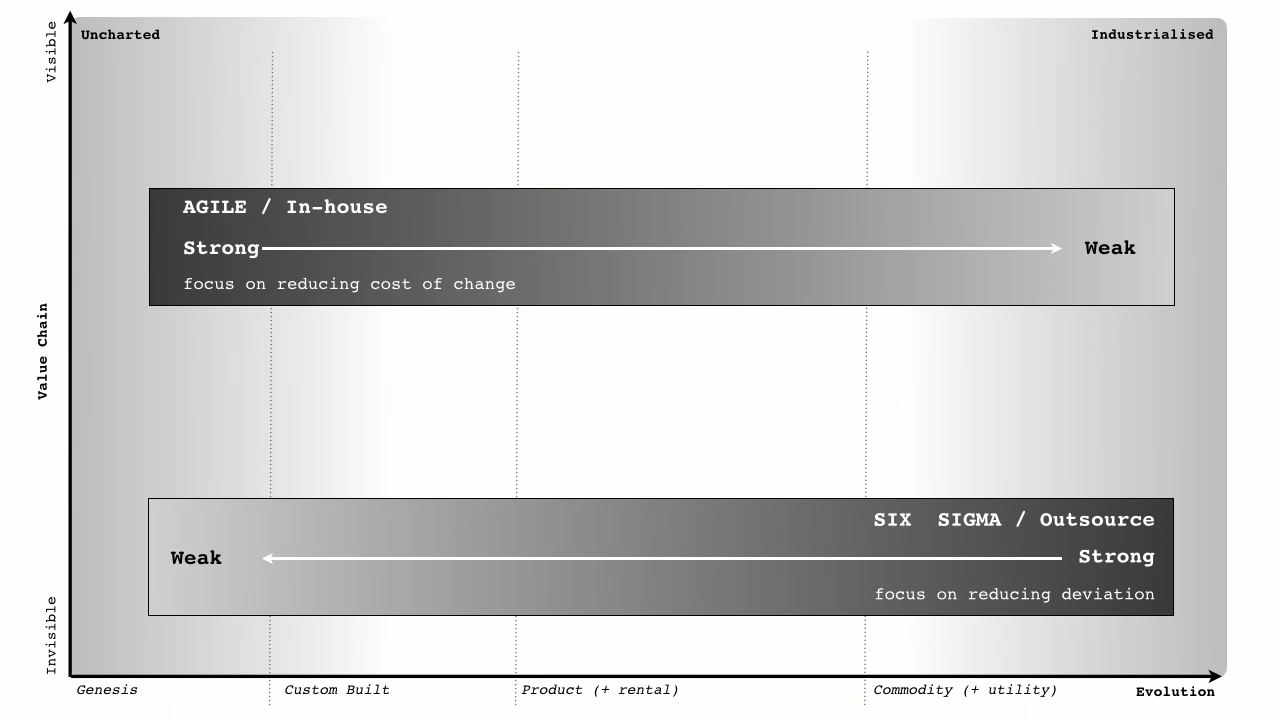 Visible
Uncharted
Industrialised
AGILE / In-house
Strong
Weak
focus on reducing cost of change
Value Chain
SIX SIGMA / Outsource
Weak
Strong
focus on reducing deviation
Invisible
Genesis
Custom Built
Product (+ rental)
Commodity (+ utility)
Evolution